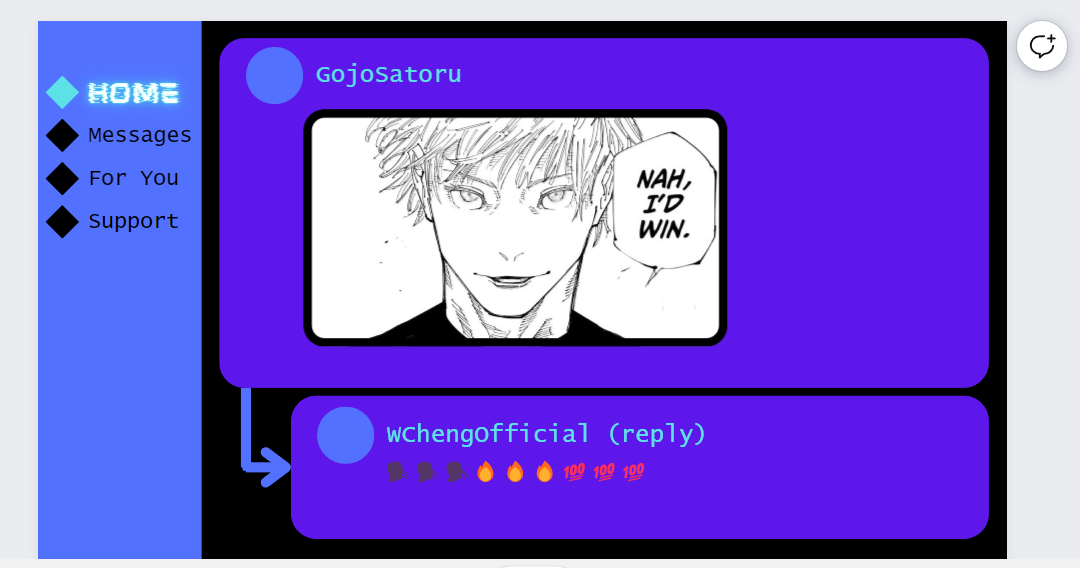 HOME
Messages
For You
Support
GojoSatoru
NAH,
I'D
WIN.
WChengOfficial (reply)
🗣🗣🗣🔥🔥🔥💯💯💯